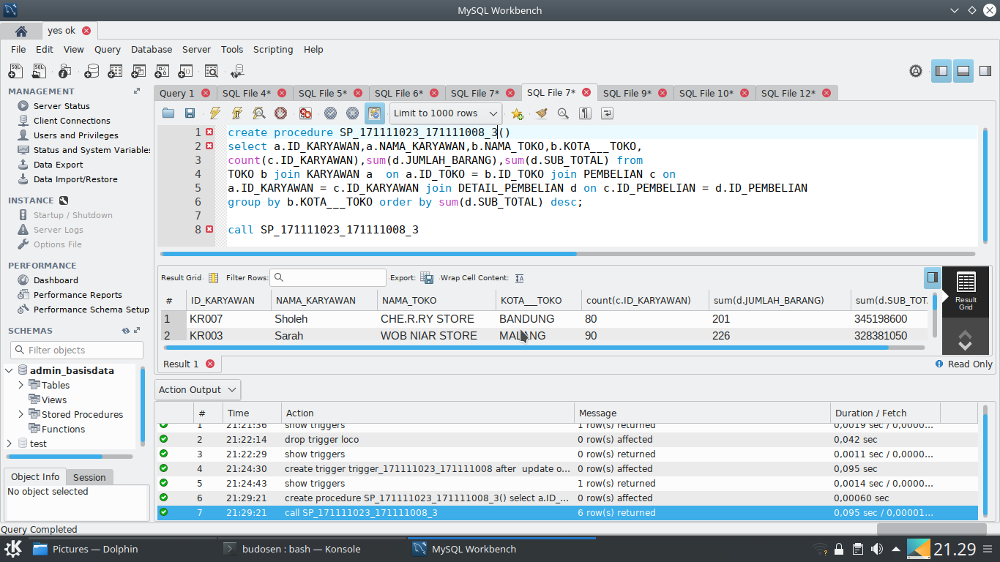 MySQL Workbench
yes ok
File Edit View Query Database Server Tools Scripting Help
MANAGEMENT
Server Status
Client Connections
Users and Privileges
Status and System Variables
Data Export
Data Import/Restore
INSTANCE
Startup / Shutdown
Server Logs
Options File
PERFORMANCE
Dashboard
Performance Reports
Performance Schema Setup
SCHEMAS
Filter objects
admin_basisdata
Tables
Views
Stored Procedures
Functions
test
Object Info Session
No object selected
Query 1 SQL File 4* SQL File 5* SQL File 6* SQL File 7* SQL File 7* SQL File 9* SQL File 10* SQL File 12*
Limit to 1000 rows
1 create procedure SP_171111023_171111008_3()
2 select a.ID_KARYAWAN,a.NAMA_KARYAWAN,b.NAMA_TOKO,b.KOTA___TOKO,
3 count(c.ID_KARYAWAN),sum(d.JUMLAH_BARANG),sum(d.SUB_TOTAL) from
4 TOKO b join KARYAWAN a  on a.ID_TOKO = b.ID_TOKO join PEMBELIAN c on
5 a.ID_KARYAWAN = c.ID_KARYAWAN join DETAIL_PEMBELIAN d on c.ID_PEMBELIAN = d.ID_PEMBELIAN
6 group by b.KOTA___TOKO order by sum(d.SUB_TOTAL) desc;
7
8 call SP_171111023_171111008_3
Result Grid Filter Rows: Export: Wrap Cell Content:
# ID_KARYAWAN NAMA_KARYAWAN NAMA_TOKO KOTA___TOKO count(c.ID_KARYAWAN) sum(d.JUMLAH_BARANG) sum(d.SUB_TOT
1 KR007 Sholeh CHE.R.RY STORE BANDUNG 80 201 345198600
2 KR003 Sarah WOB NIAR STORE MALANG 90 226 328381050
Result Grid
Result 1 Read Only
Action Output
# Time Action Message Duration / Fetch
1 21:21:36 show triggers 1 row(s) returned 0,0019 sec / 0,0000...
2 21:22:14 drop trigger loco 0 row(s) affected 0,042 sec
3 21:22:29 show triggers 0 row(s) returned 0,0011 sec / 0,0000...
4 21:24:30 create trigger trigger_171111023_171111008 after  update o... 0 row(s) affected 0,095 sec
5 21:24:43 show triggers 1 row(s) returned 0,0014 sec / 0,0000...
6 21:29:21 create procedure SP_171111023_171111008_3() select a.ID_... 0 row(s) affected 0,00060 sec
7 21:29:21 call SP_171111023_171111008_3 6 row(s) returned 0,095 sec / 0,00001...
Query Completed
Pictures — Dolphin budosen : bash — Konsole MySQL Workbench 21.29